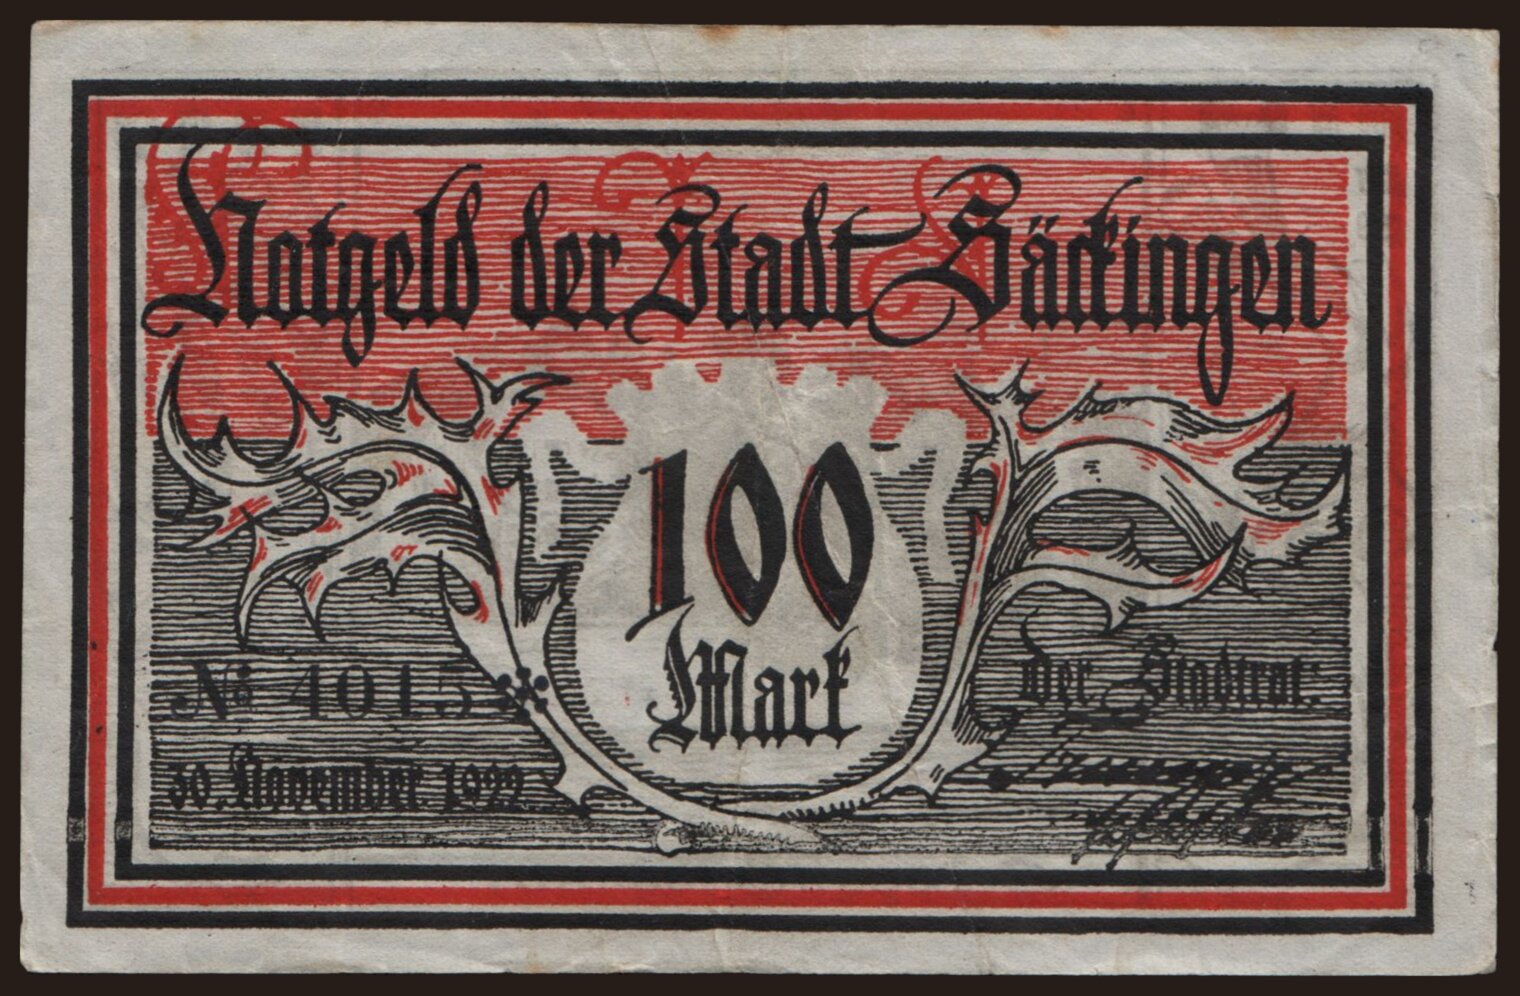 Notgeld der Stadt Säckingen
100
Mark
No 4015
30. November 1922
Der Stadtrat: